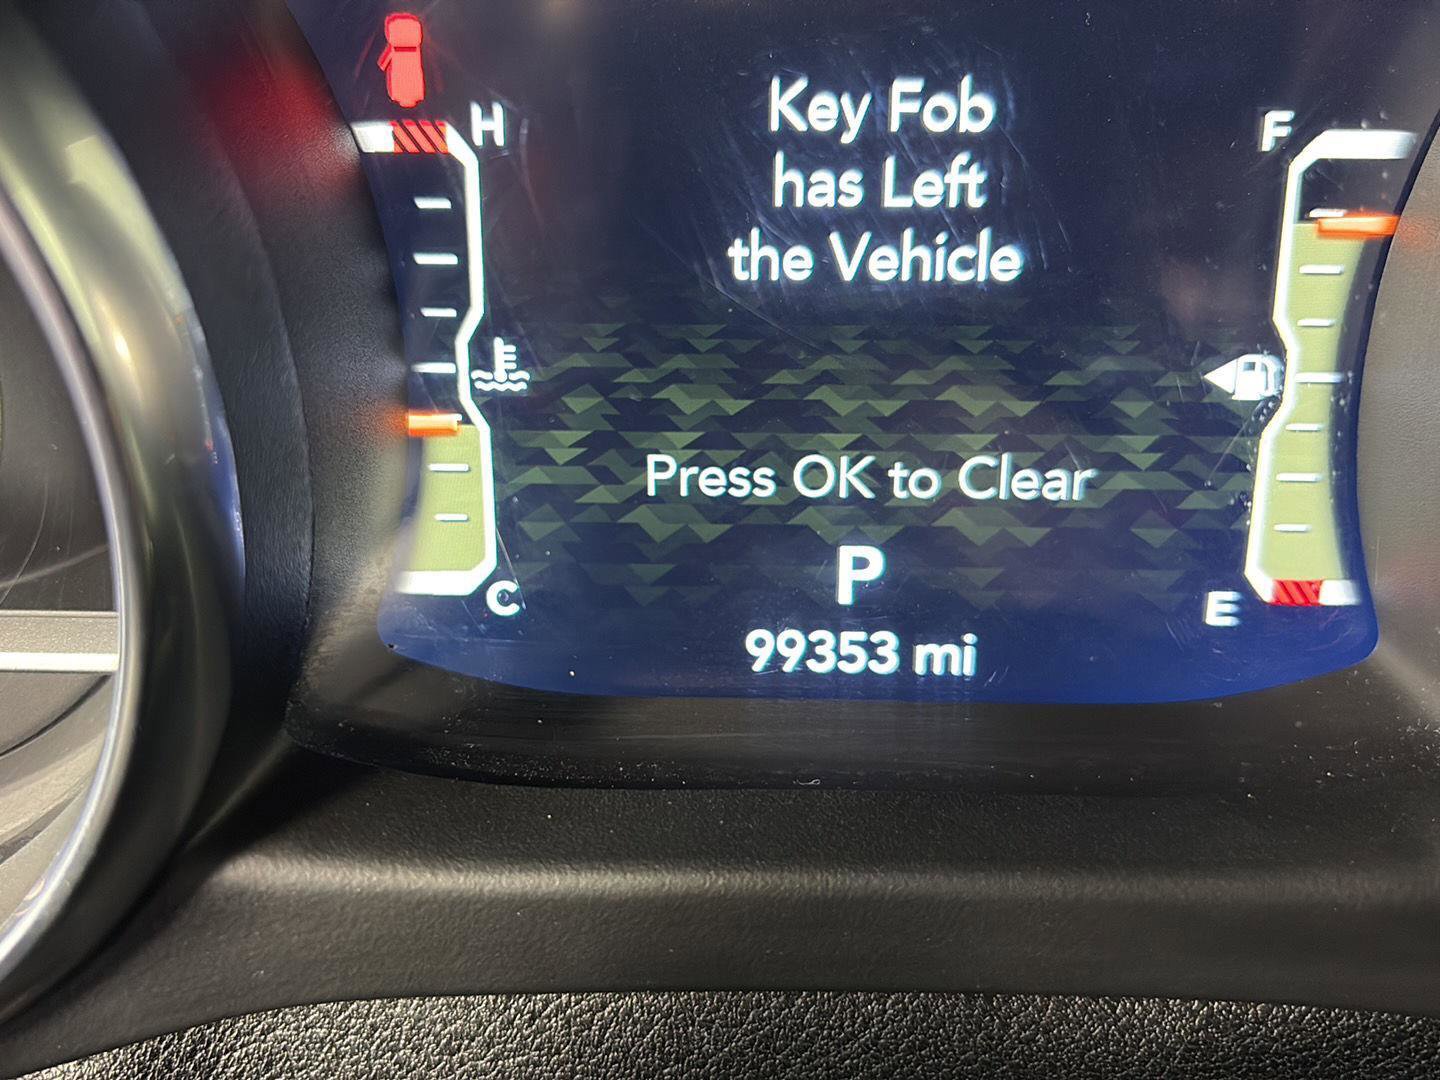 H
Key Fob
has Left
the Vehicle
F
Press OK to Clear
P
C
E
99353 mi